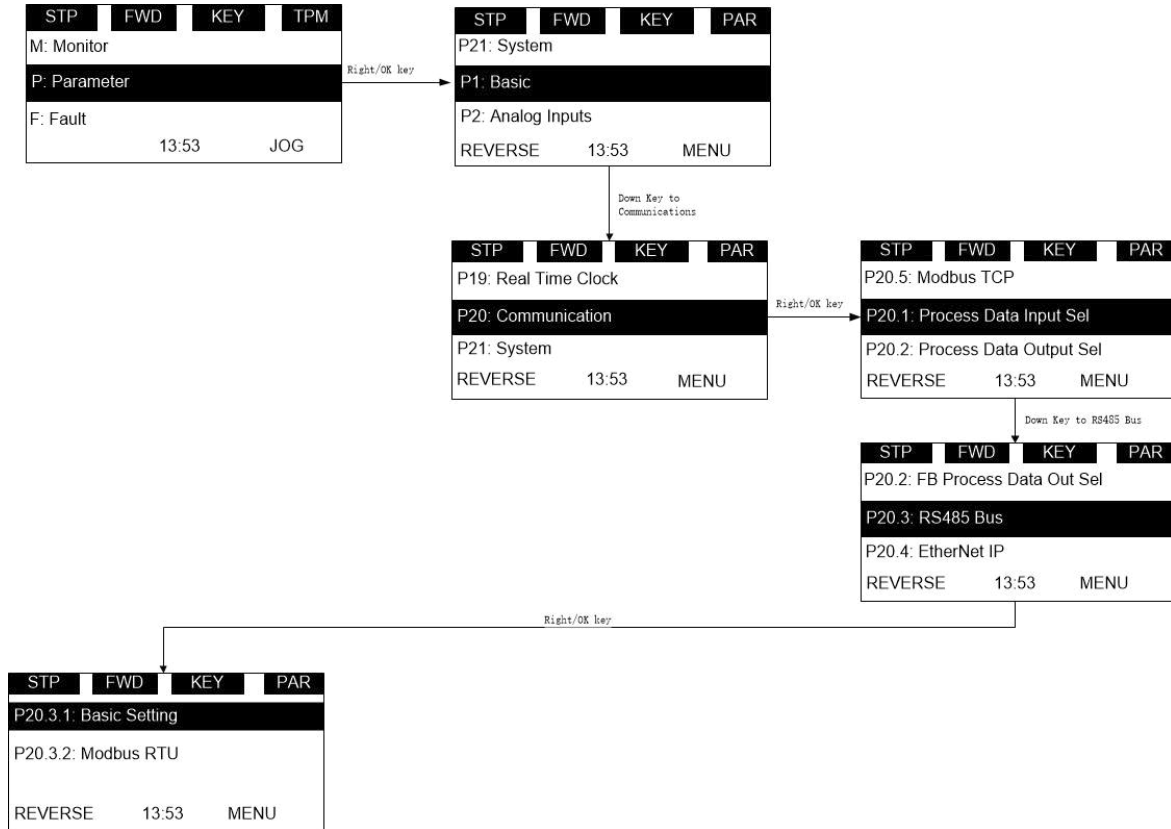 STP FWD KEY TPM
M: Monitor
P: Parameter
F: Fault
13:53 JOG
Right/OK key
STP FWD KEY PAR
P21: System
P1: Basic
P2: Analog Inputs
REVERSE 13:53 MENU
Down Key to
Communications
STP FWD KEY PAR
P19: Real Time Clock
P20: Communication
P21: System
REVERSE 13:53 MENU
Right/OK key
STP FWD KEY PAR
P20.5: Modbus TCP
P20.1: Process Data Input Sel
P20.2: Process Data Output Sel
REVERSE 13:53 MENU
Down Key to RS485 Bus
STP FWD KEY PAR
P20.2: FB Process Data Out Sel
P20.3: RS485 Bus
P20.4: EtherNet IP
REVERSE 13:53 MENU
Right/OK key
STP FWD KEY PAR
P20.3.1: Basic Setting
P20.3.2: Modbus RTU
REVERSE 13:53 MENU